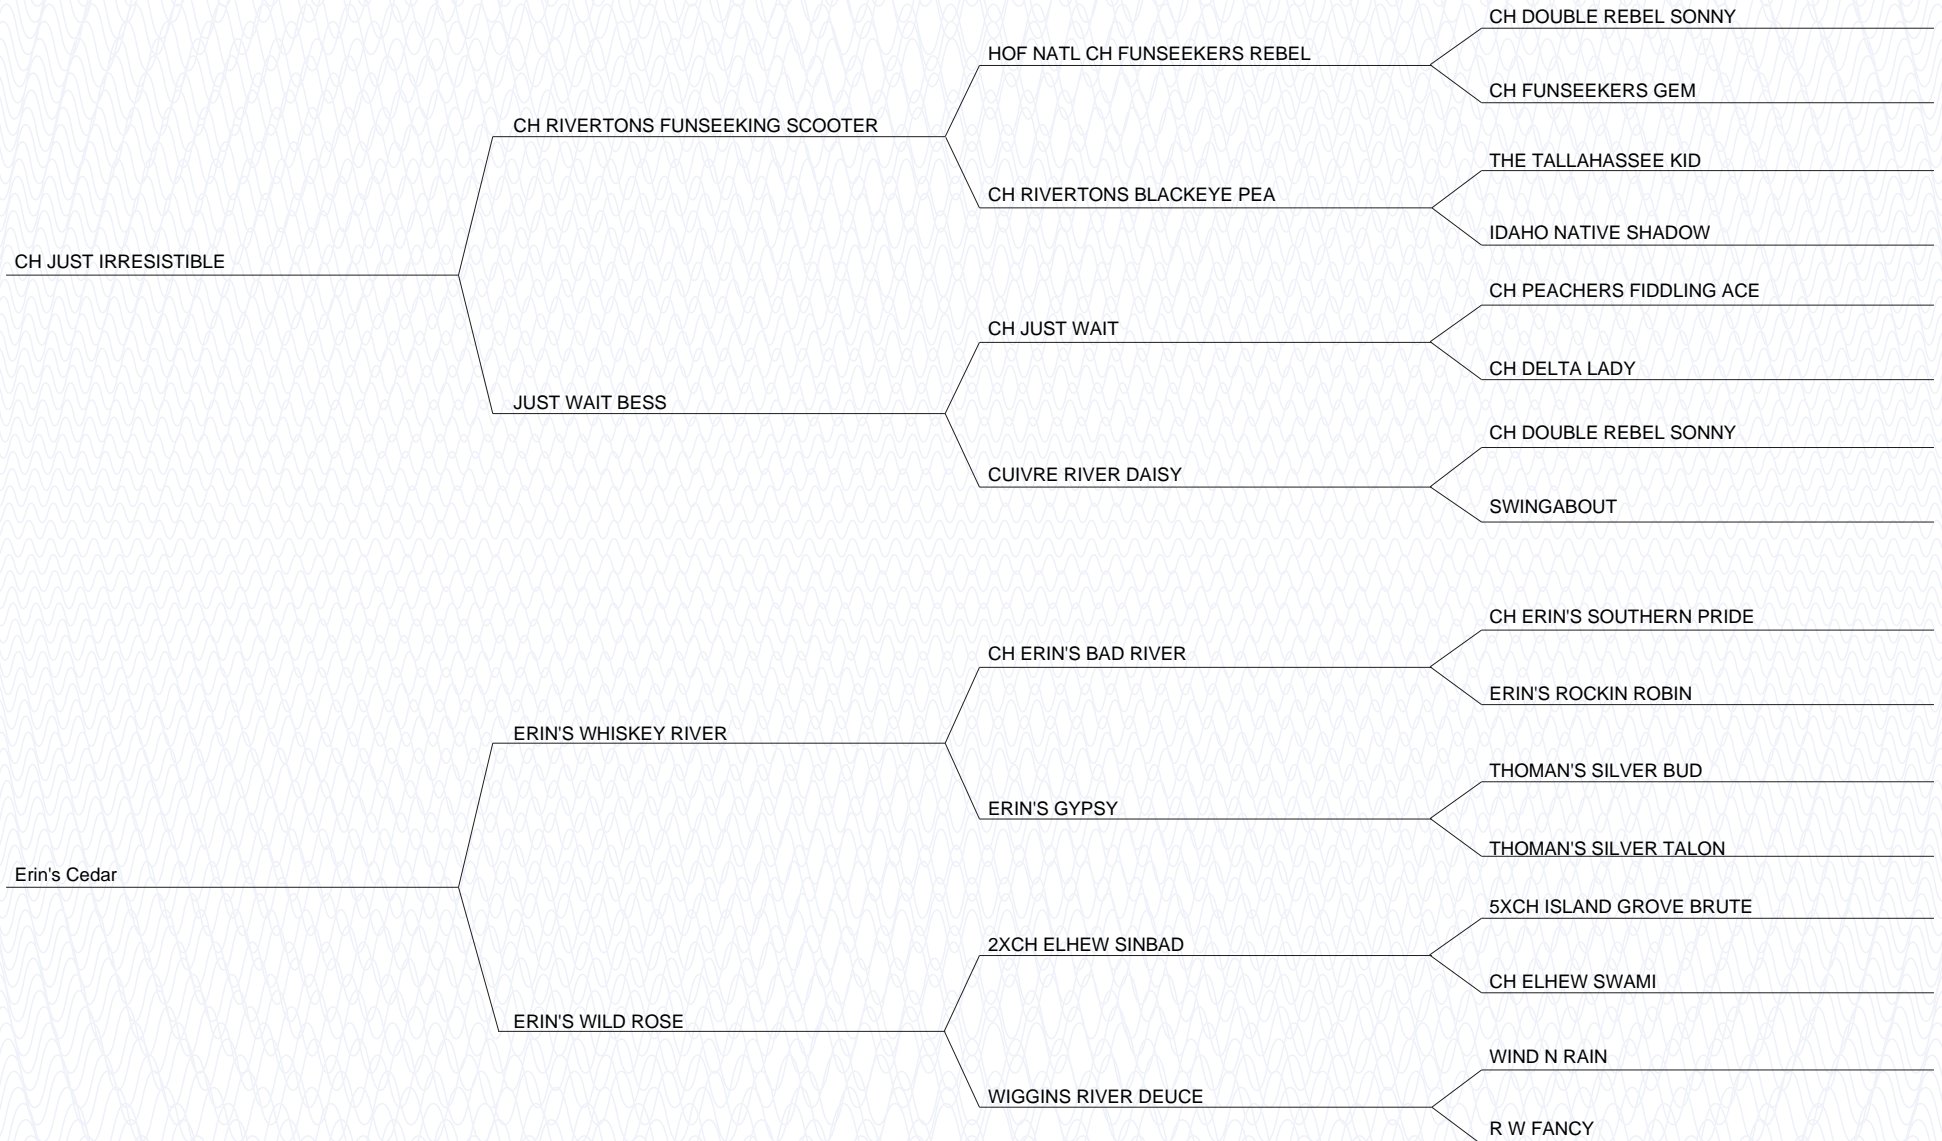 CH DOUBLE REBEL SONNY
HOF NATL CH FUNSEEKERS REBEL
CH FUNSEEKERS GEM
CH RIVERTONS FUNSEEKING SCOOTER
THE TALLAHASSEE KID
CH RIVERTONS BLACKEYE PEA
IDAHO NATIVE SHADOW
CH JUST IRRESISTIBLE
CH PEACHERS FIDDLING ACE
CH JUST WAIT
CH DELTA LADY
JUST WAIT BESS
CH DOUBLE REBEL SONNY
CUIVRE RIVER DAISY
SWINGABOUT
CH ERIN'S SOUTHERN PRIDE
CH ERIN'S BAD RIVER
ERIN'S ROCKIN ROBIN
ERIN'S WHISKEY RIVER
THOMAN'S SILVER BUD
ERIN'S GYPSY
THOMAN'S SILVER TALON
Erin's Cedar
5XCH ISLAND GROVE BRUTE
2XCH ELHEW SINBAD
CH ELHEW SWAMI
ERIN'S WILD ROSE
WIND N RAIN
WIGGINS RIVER DEUCE
R W FANCY